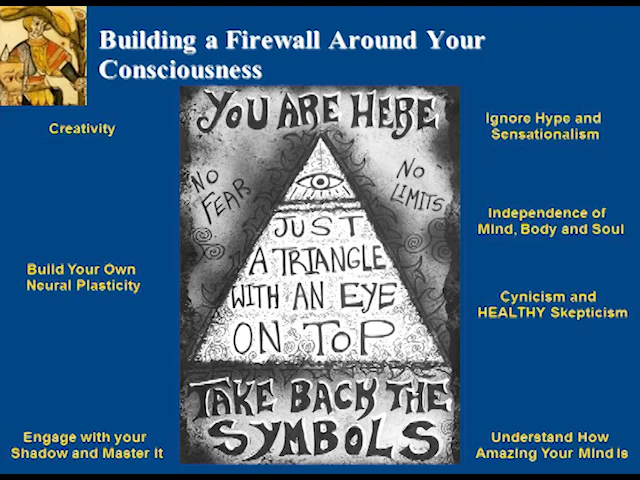 Building a Firewall Around Your
Consciousness
Creativity
Build Your Own
Neural Plasticity
Engage with your
Shadow and Master It
YOU ARE HERE
NO
FEAR
NO
LIMITS
JUST
A TRIANGLE
WITH AN EYE
ON TOP
TAKE BACK THE
SYMBOLS
Ignore Hype and
Sensationalism
Independence of
Mind, Body and Soul
Cynicism and
HEALTHY Skepticism
Understand How
Amazing Your Mind is